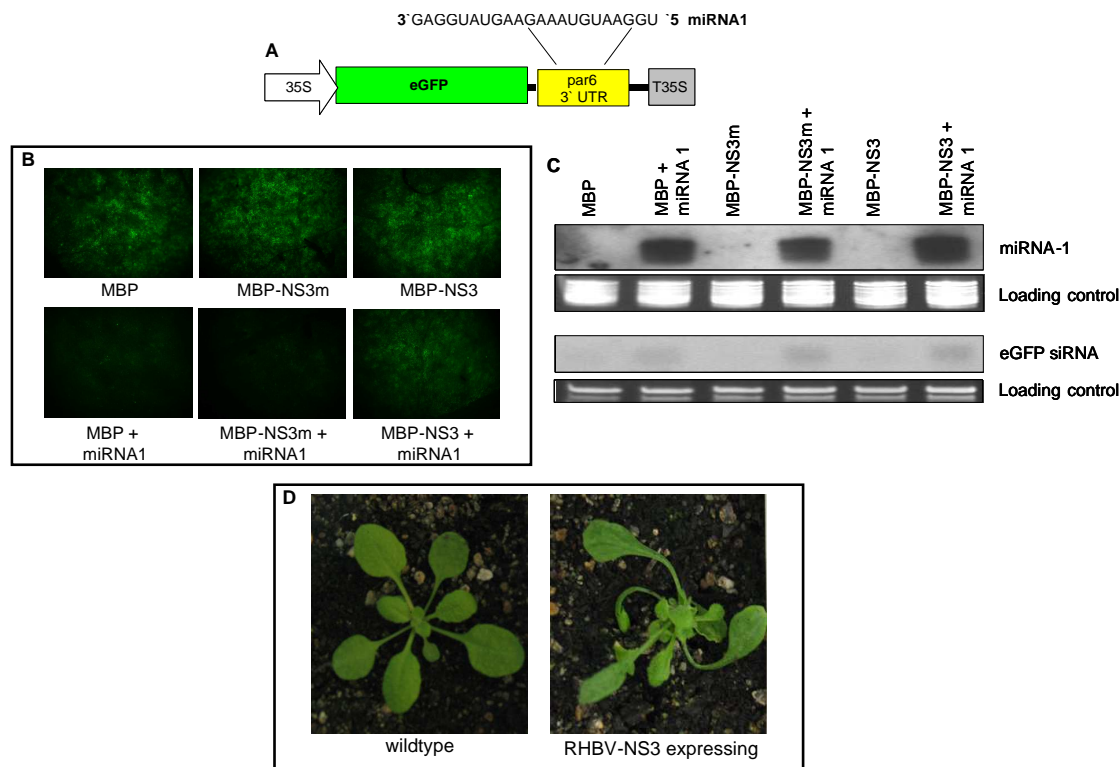 3`GAGGUAUGAAGAAAUGUAAGGU `5 miRNA1
A
35S
eGFP
par6
3` UTR
T35S
B
MBP
MBP-NS3m
MBP-NS3
MBP +
miRNA1
MBP-NS3m +
miRNA1
MBP-NS3 +
miRNA1
C
MBP
MBP +
miRNA 1
MBP-NS3m
MBP-NS3m +
miRNA 1
MBP-NS3
MBP-NS3 +
miRNA 1
miRNA-1
Loading control
eGFP siRNA
Loading control
D
wildtype
RHBV-NS3 expressing